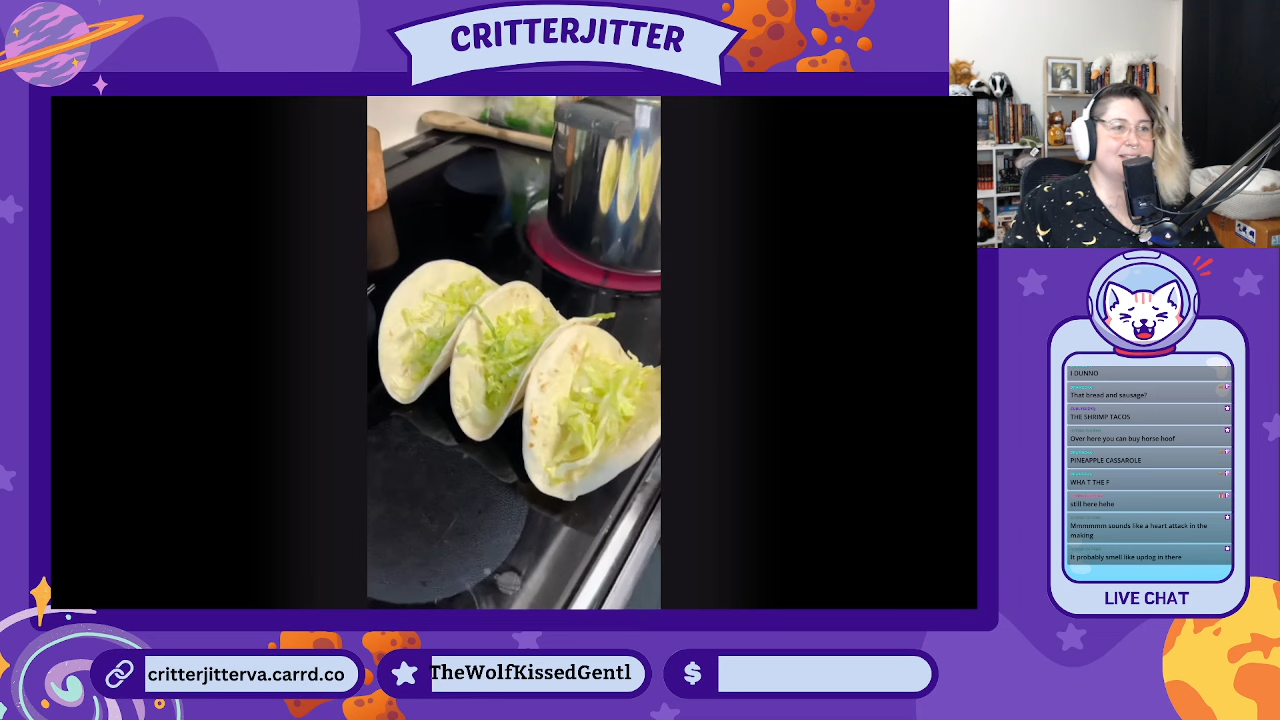 CRITTERJITTER
I DUNNO
That bread and sausage?
THE SHRIMP TACOS
Over here you can buy horse hoof
PINEAPPLE CASSAROLE
WHA T THE F
still here hehe
Mmmmmm sounds like a heart attack in the
making
It probably smell like updog in there
LIVE CHAT
critterjitterva.carrd.co
TheWolfKissedGentl
$